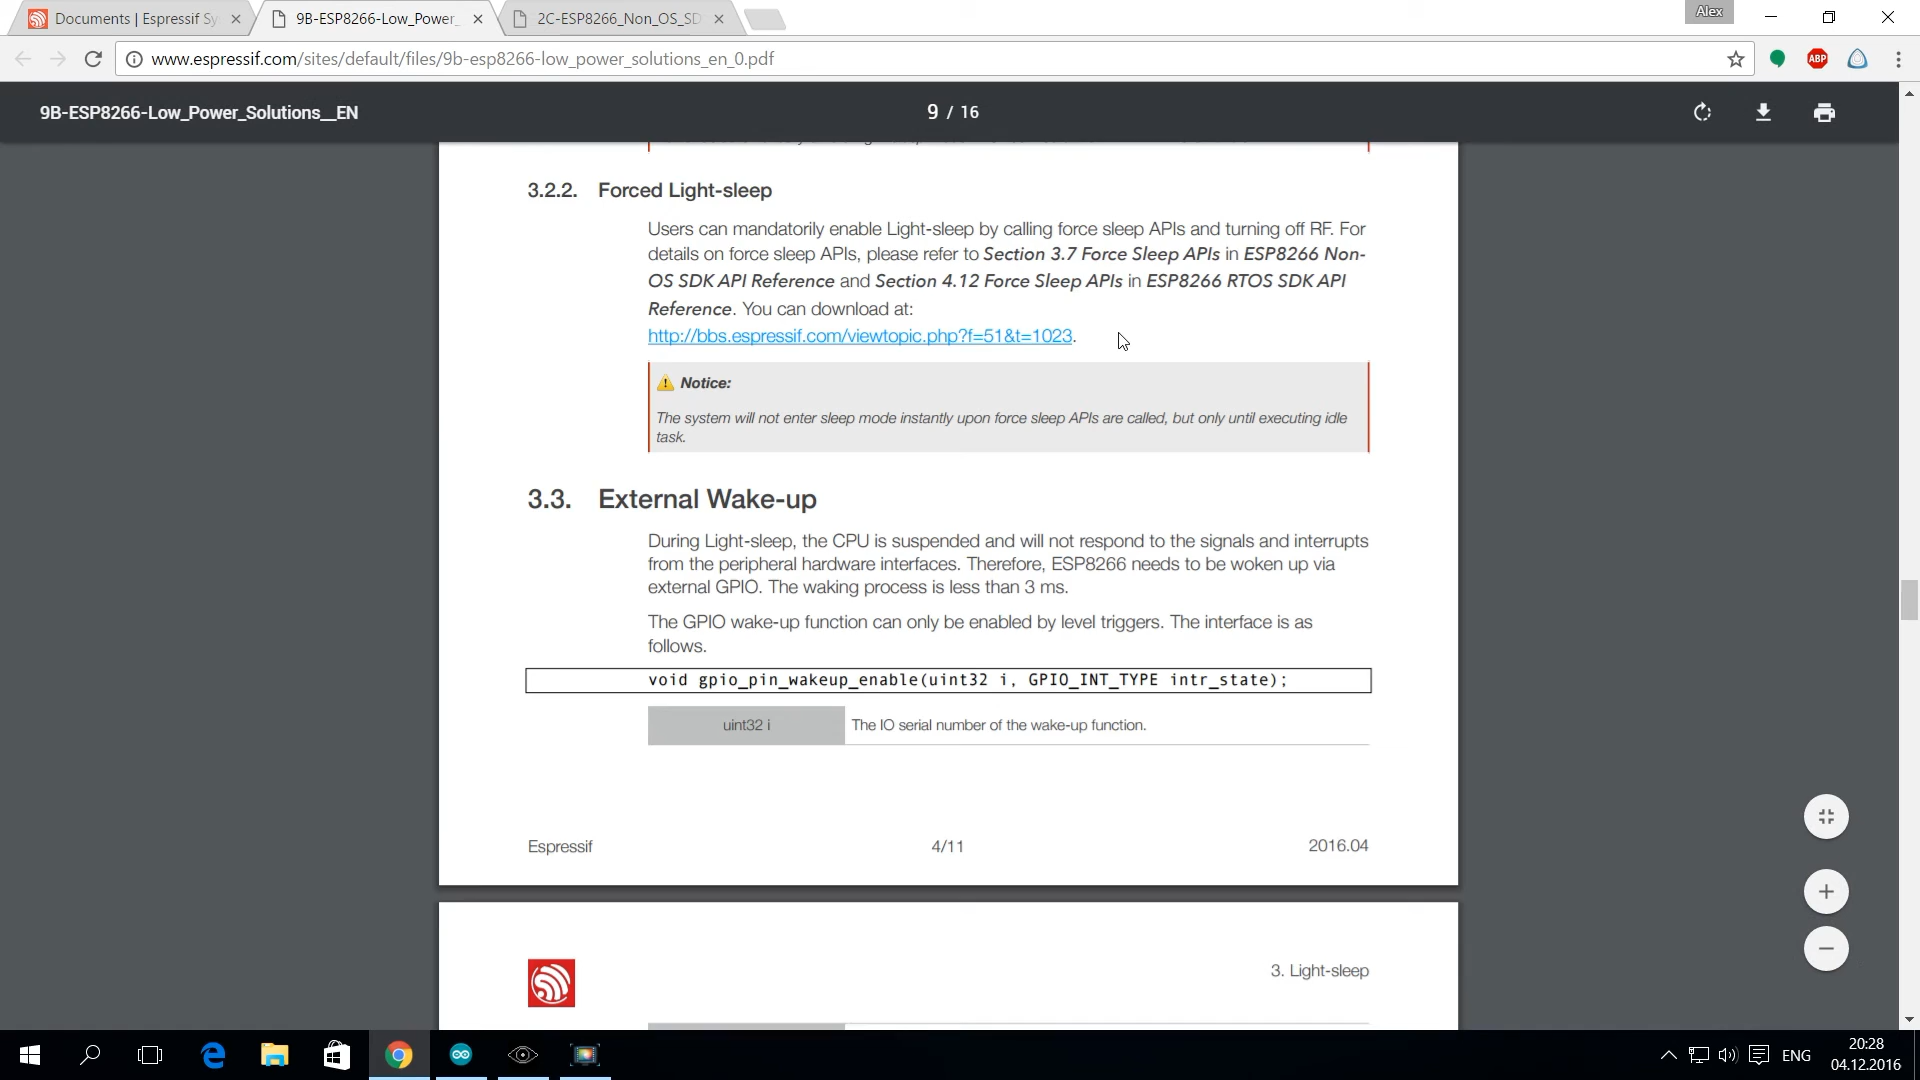 Documents | Espressif Sy
9B-ESP8266-Low_Power_
2C-ESP8266_Non_OS_SD
Alex
www.espressif.com/sites/default/files/9b-esp8266-low_power_solutions_en_0.pdf
ABP
9B-ESP8266-Low_Power_Solutions__EN
9 / 16
3.2.2. Forced Light-sleep
Users can mandatorily enable Light-sleep by calling force sleep APIs and turning off RF. For
details on force sleep APIs, please refer to Section 3.7 Force Sleep APIs in ESP8266 Non-
OS SDK API Reference and Section 4.12 Force Sleep APIs in ESP8266 RTOS SDK API
Reference. You can download at:
http://bbs.espressif.com/viewtopic.php?f=51&t=1023.
Notice:
The system will not enter sleep mode instantly upon force sleep APIs are called, but only until executing idle
task.
3.3. External Wake-up
During Light-sleep, the CPU is suspended and will not respond to the signals and interrupts
from the peripheral hardware interfaces. Therefore, ESP8266 needs to be woken up via
external GPIO. The waking process is less than 3 ms.
The GPIO wake-up function can only be enabled by level triggers. The interface is as
follows.
void gpio_pin_wakeup_enable(uint32 i, GPIO_INT_TYPE intr_state);
uint32 i The IO serial number of the wake-up function.
Espressif 4/11 2016.04
3. Light-sleep
ENG
20:28
04.12.2016